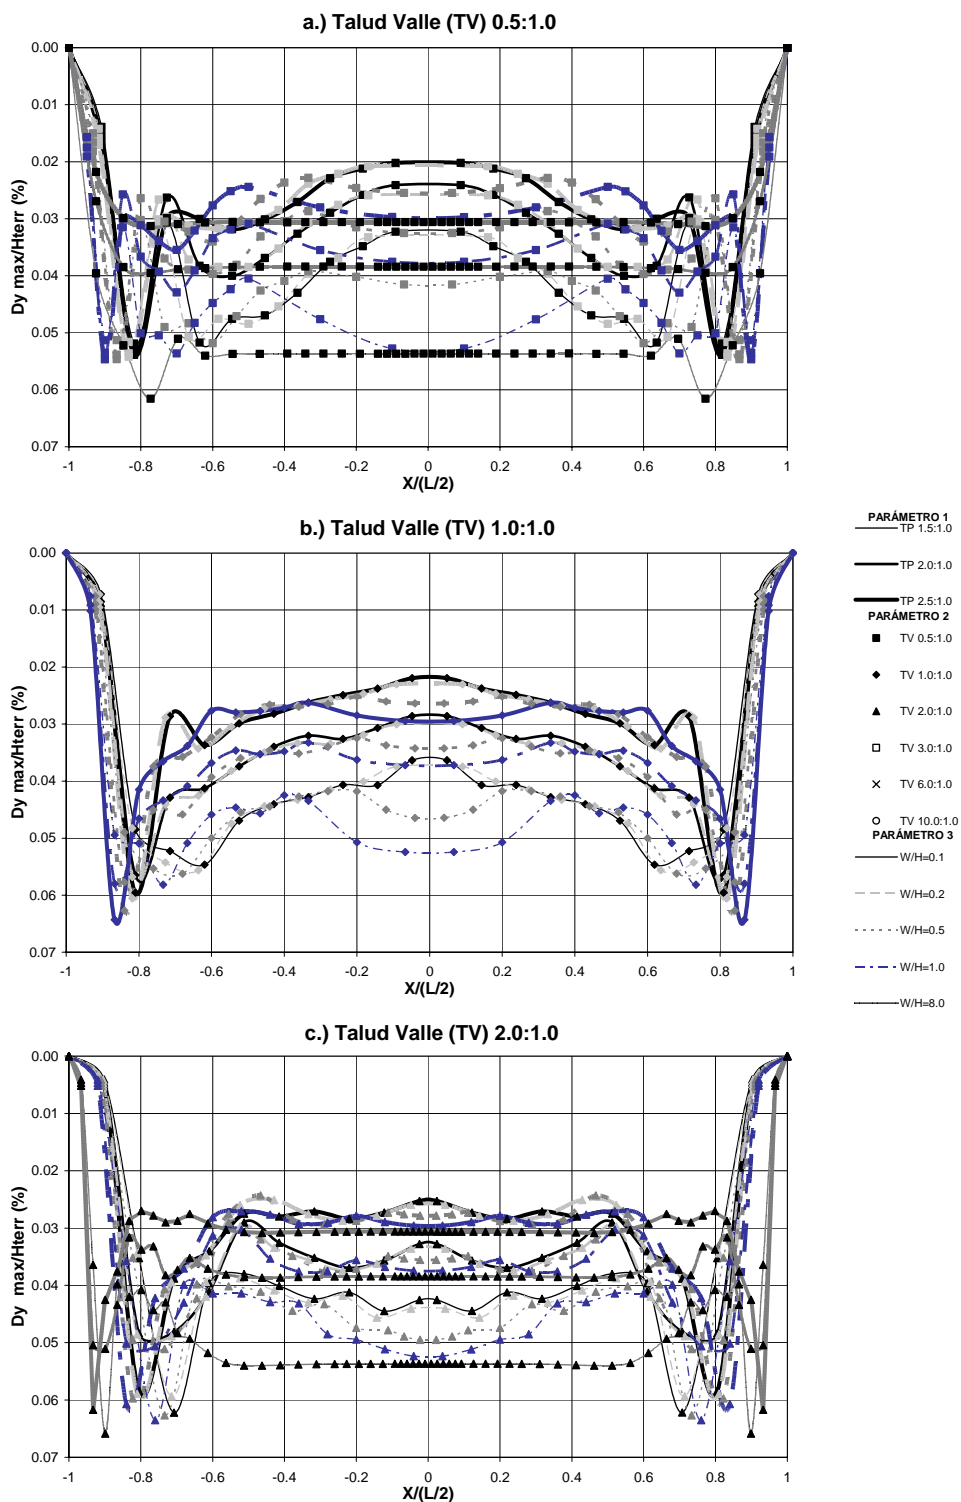 a.) Talud Valle (TV) 0.5:1.0
0.00
0.01
0.02
0.03
0.04
0.05
0.06
0.07
Dy max/Hterr (%)
-1 -0.8 -0.6 -0.4 -0.2 0 0.2 0.4 0.6 0.8 1
X/(L/2)
b.) Talud Valle (TV) 1.0:1.0
0.00
0.01
0.02
0.03
0.04
0.05
0.06
0.07
Dy max/Hterr (%)
-1 -0.8 -0.6 -0.4 -0.2 0 0.2 0.4 0.6 0.8 1
X/(L/2)
PARÁMETRO 1
TP 1.5:1.0
TP 2.0:1.0
TP 2.5:1.0
PARÁMETRO 2
TV 0.5:1.0
TV 1.0:1.0
TV 2.0:1.0
TV 3.0:1.0
TV 6.0:1.0
TV 10.0:1.0
PARÁMETRO 3
W/H=0.1
W/H=0.2
W/H=0.5
W/H=1.0
W/H=8.0
c.) Talud Valle (TV) 2.0:1.0
0.00
0.01
0.02
0.03
0.04
0.05
0.06
0.07
Dy max/Hterr (%)
-1 -0.8 -0.6 -0.4 -0.2 0 0.2 0.4 0.6 0.8 1
X/(L/2)